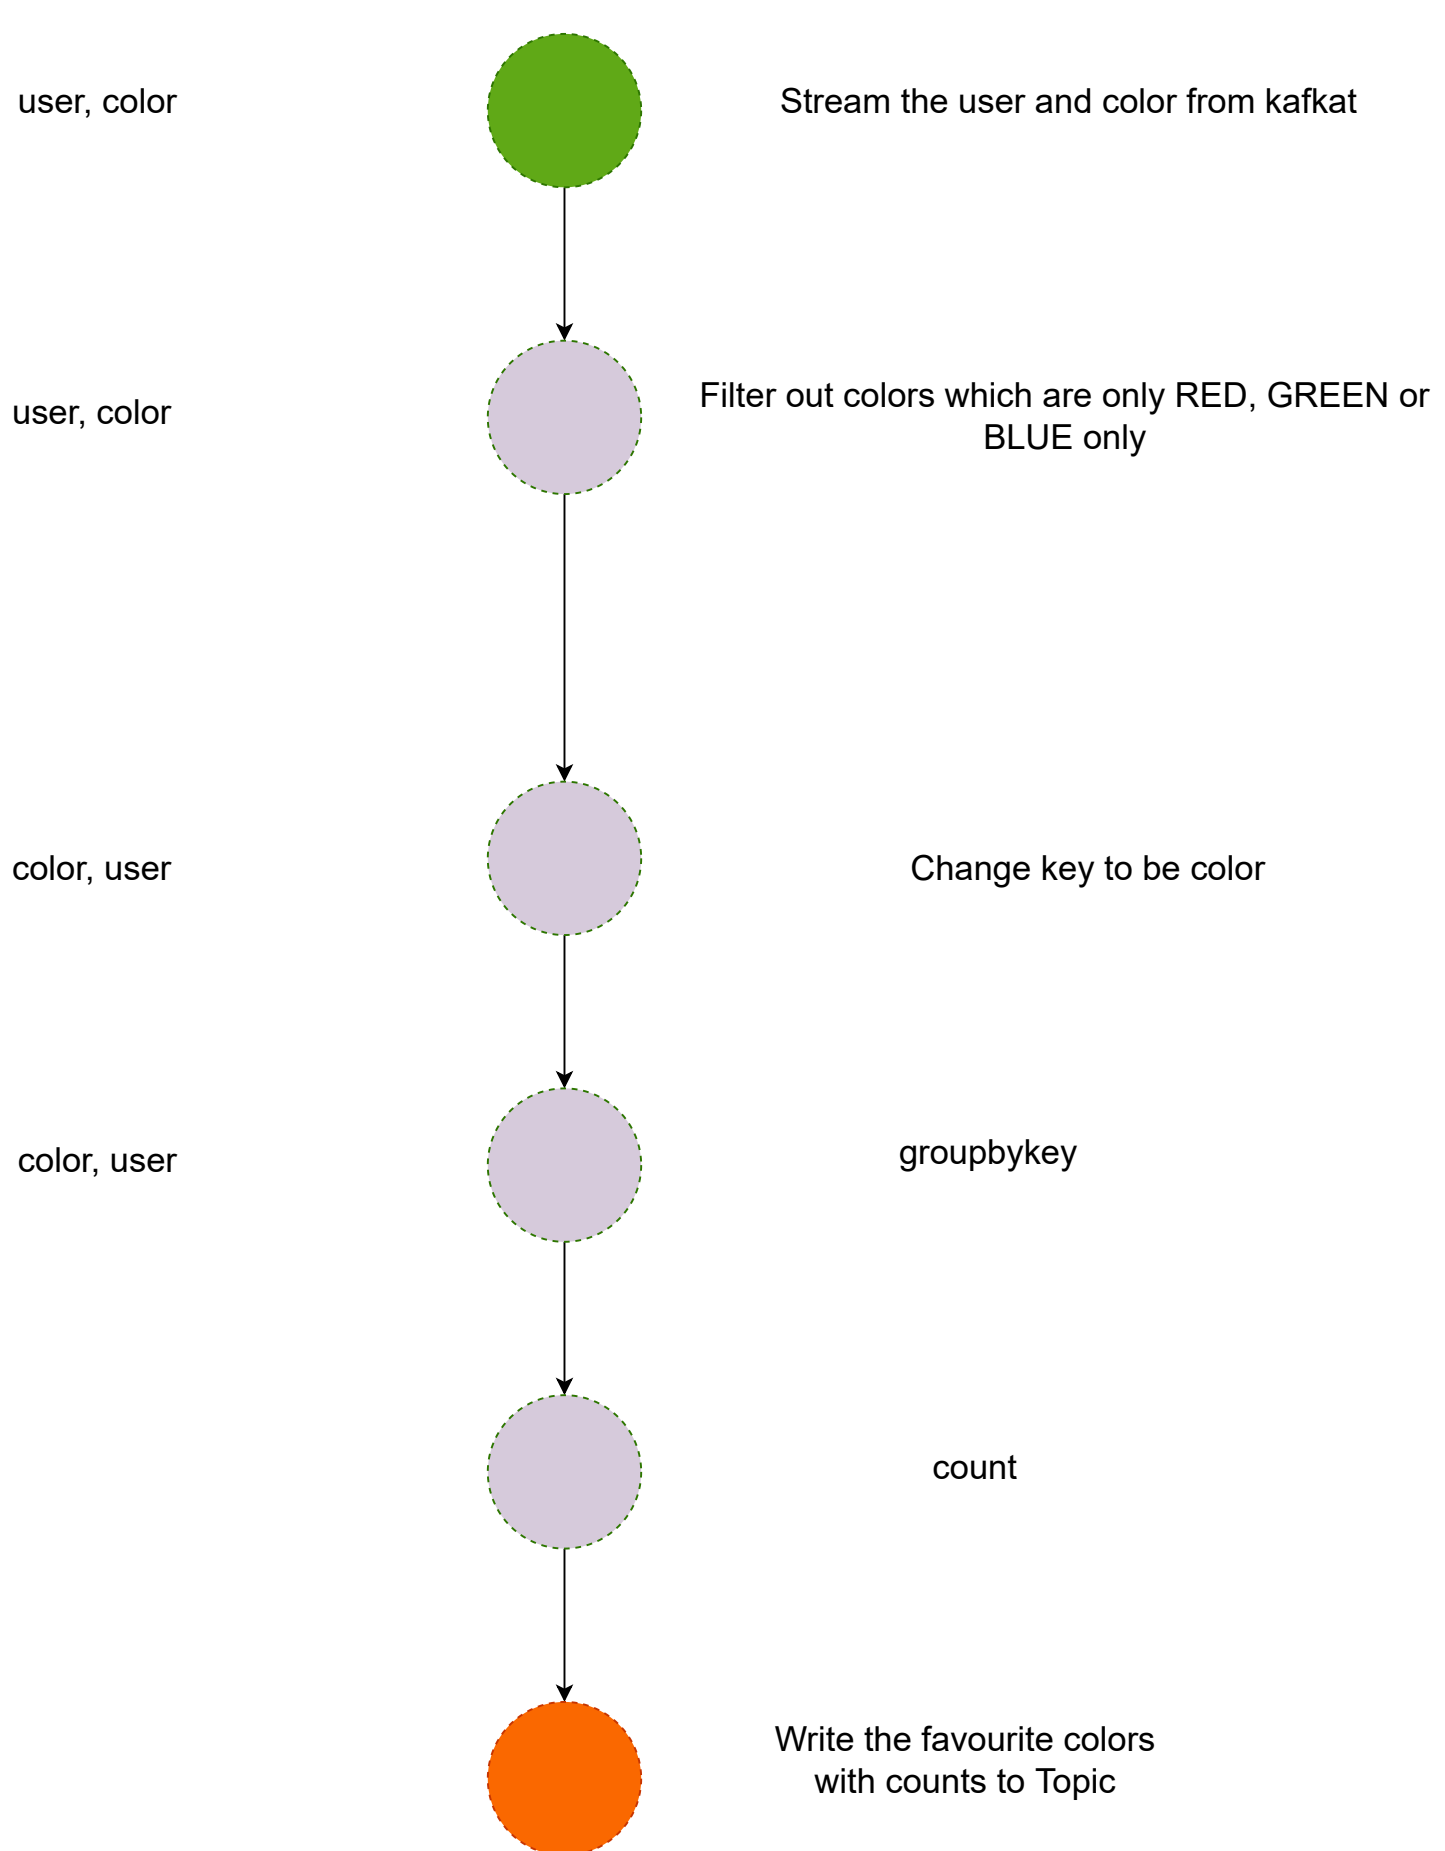 user, color
Stream the user and color from kafkat
user, color
Filter out colors which are only RED, GREEN or
BLUE only
color, user
Change key to be color
color, user
groupbykey
count
Write the favourite colors
with counts to Topic